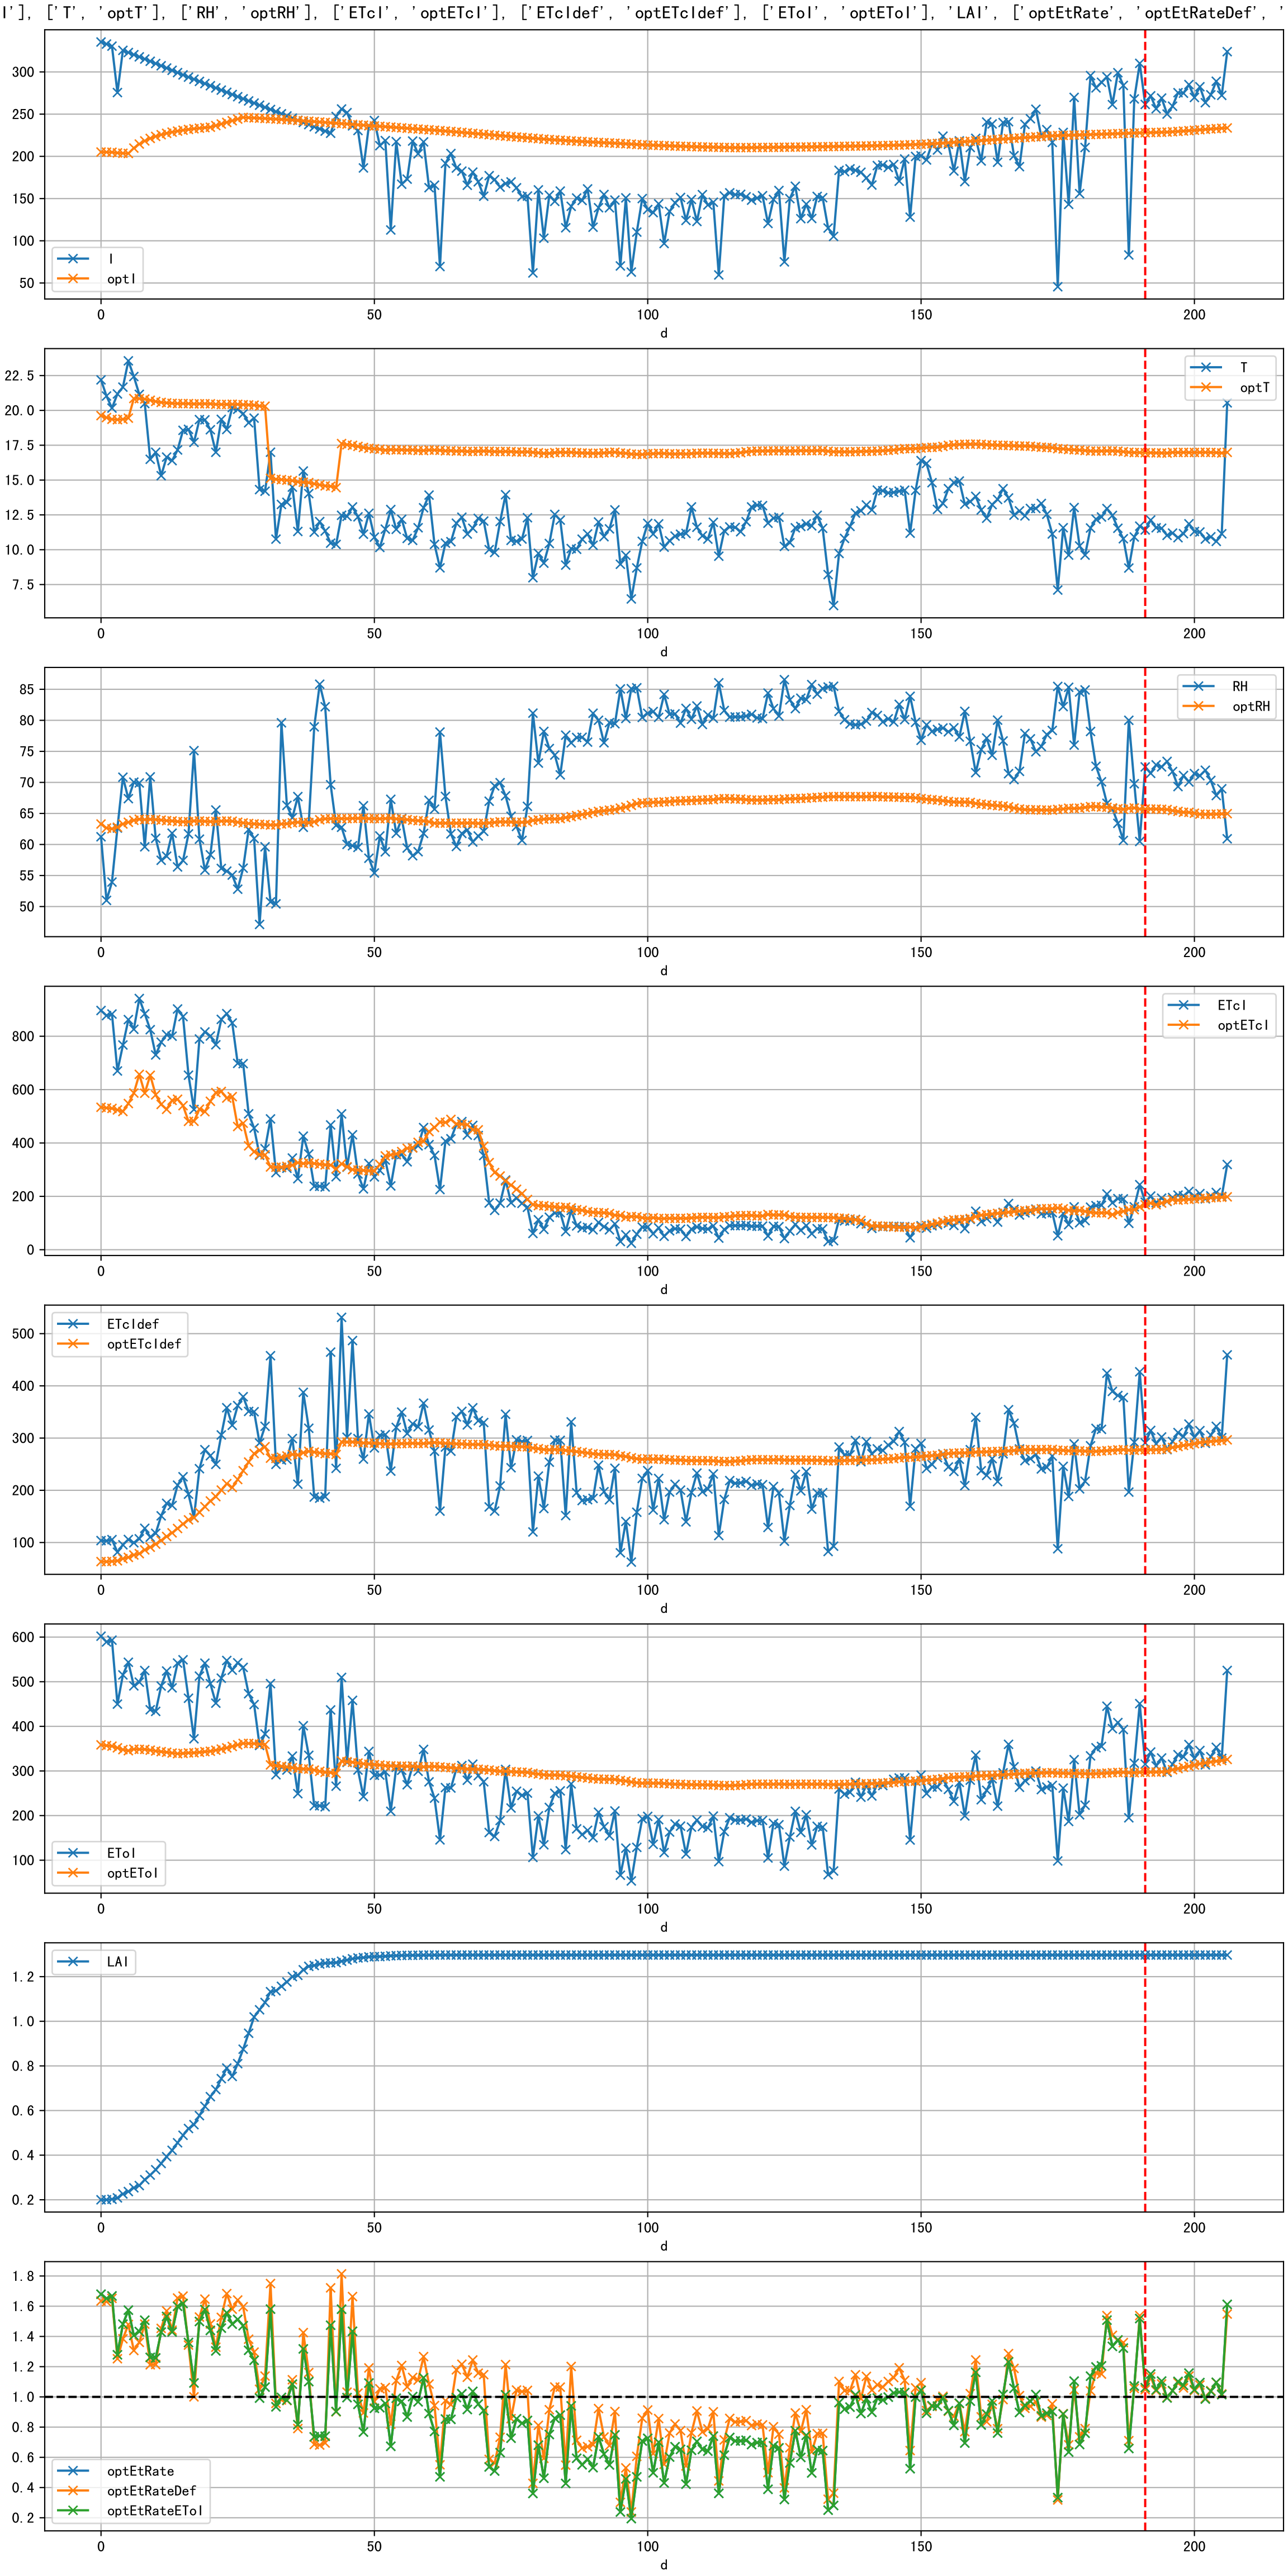 I'], ['T', 'optT'], ['RH', 'optRH'], ['ETcI', 'optETcI'], ['ETcIdef', 'optETcIdef'], ['EToI', 'optEToI'], 'LAI', ['optEtRate', 'optEtRateDef', '
300
250
200
150
100
50
I
optI
0 50 100 150 200
d
22.5
20.0
17.5
15.0
12.5
10.0
7.5
T
optT
0 50 100 150 200
d
85
80
75
70
65
60
55
50
RH
optRH
0 50 100 150 200
d
800
600
400
200
0
ETcI
optETcI
0 50 100 150 200
d
500
400
300
200
100
ETcIdef
optETcIdef
0 50 100 150 200
d
600
500
400
300
200
100
EToI
optEToI
0 50 100 150 200
d
1.2
1.0
0.8
0.6
0.4
0.2
LAI
0 50 100 150 200
d
1.8
1.6
1.4
1.2
1.0
0.8
0.6
0.4
0.2
optEtRate
optEtRateDef
optEtRateEToI
0 50 100 150 200
d